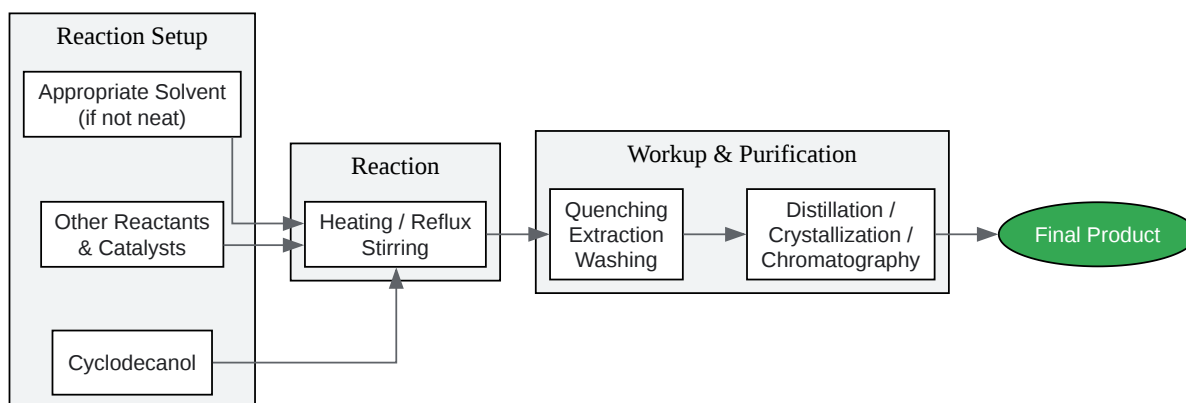 Reaction Setup
Appropriate Solvent
(if not neat)
Other Reactants
& Catalysts
Cyclodecanol
Reaction
Heating / Reflux
Stirring
Workup & Purification
Quenching
Extraction
Washing
Distillation /
Crystallization /
Chromatography
Final Product